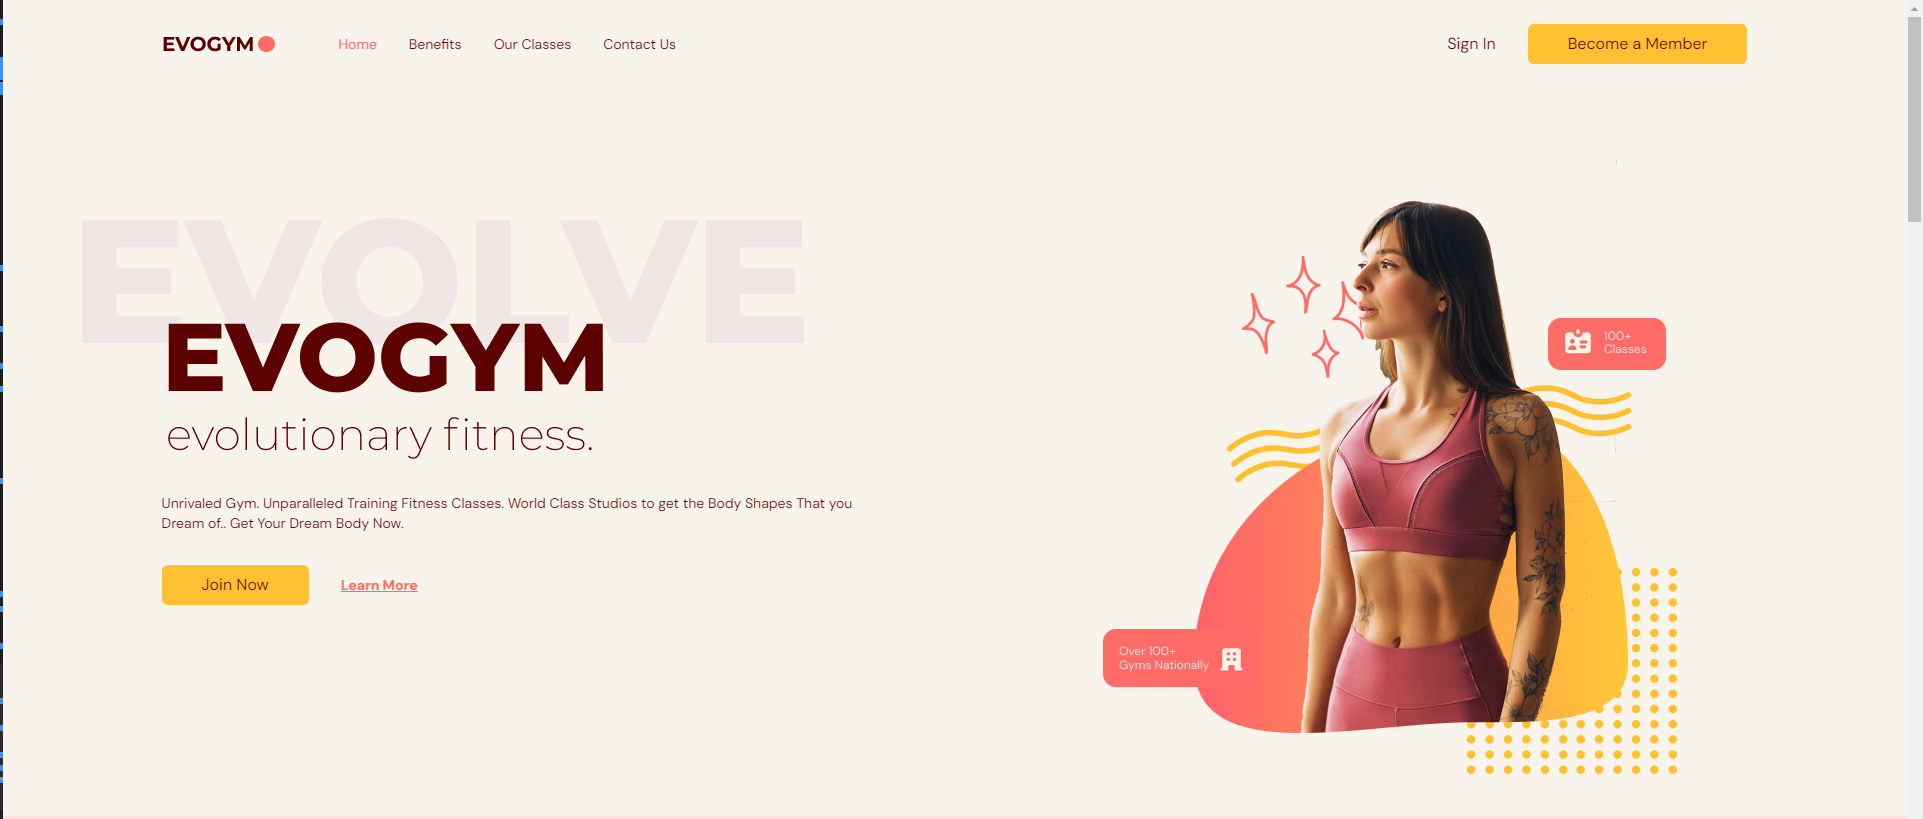 EVOGYM
Home Benefits Our Classes Contact Us
Sign In
Become a Member
EVOLVE
EVOGYM
evolutionary fitness.
Unrivaled Gym. Unparalleled Training Fitness Classes. World Class Studios to get the Body Shapes That you
Dream of.. Get Your Dream Body Now.
Join Now
Learn More
100+
Classes
Over 100+
Gyms Nationally